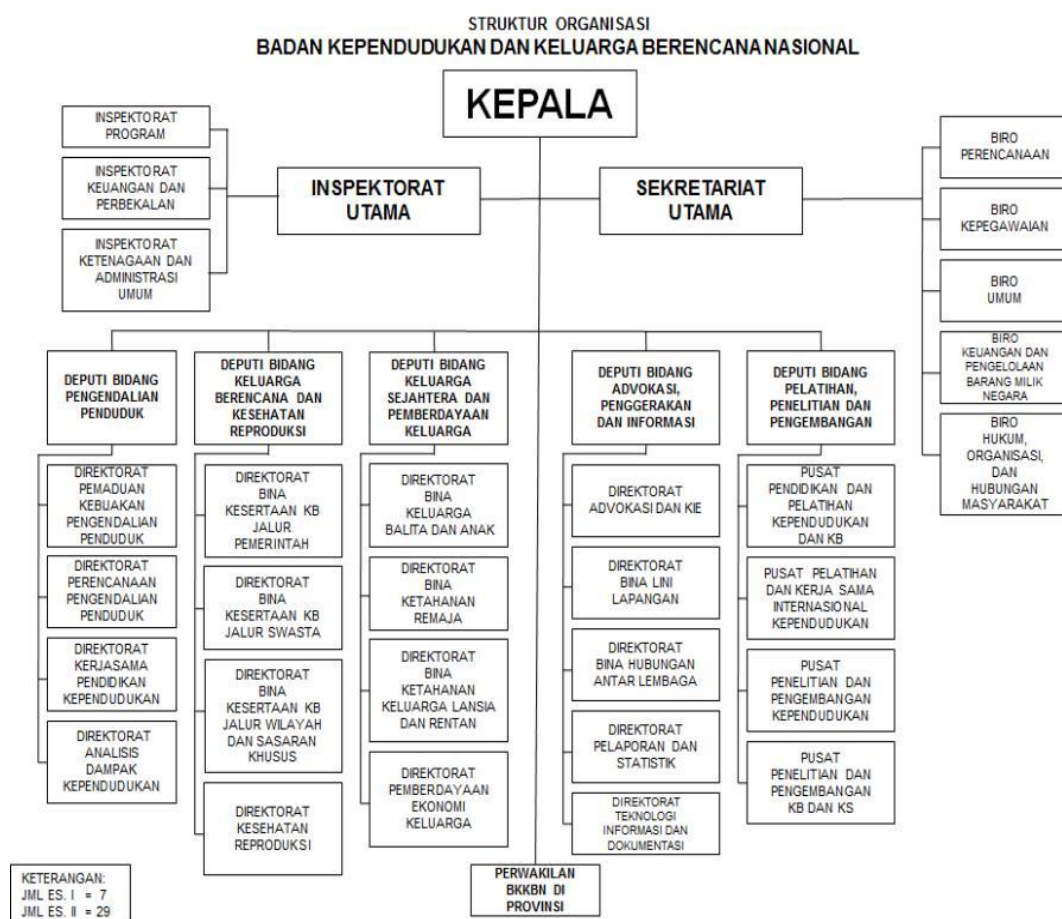 STRUKTUR ORGANISASI
BADAN KEPENDUDUKAN DAN KELUARGA BERENCANA NASIONAL
KEPALA
INSPEKTORAT
PROGRAM
INSPEKTORAT
KEUANGAN DAN
PERBEKALAN
INSPEKTORAT
KETENAGAAN DAN
ADMINISTRASI
UMUM
INSPEKTORAT
UTAMA
SEKRETARIAT
UTAMA
BIRO
PERENCANAAN
BIRO
KEPEGAWAIAN
BIRO
UMUM
BIRO
KEUANGAN DAN
PENGELOLAAN
BARANG MILIK
NEGARA
BIRO
HUKUM,
ORGANISASI,
DAN
HUBUNGAN
MASYARAKAT
DEPUTI BIDANG
PENGENDALIAN
PENDUDUK
DIREKTORAT
PEMADUAN
KEBIJAKAN
PENGENDALIAN
PENDUDUK
DIREKTORAT
PERENCANAAN
PENGENDALIAN
PENDUDUK
DIREKTORAT
KERJASAMA
PENDIDIKAN
KEPENDUDUKAN
DIREKTORAT
ANALISIS
DAMPAK
KEPENDUDUKAN
DEPUTI BIDANG
KELUARGA
BERENCANA DAN
KESEHATAN
REPRODUKSI
DIREKTORAT
BINA
KESERTAAN KB
JALUR
PEMERINTAH
DIREKTORAT
BINA
KESERTAAN KB
JALUR SWASTA
DIREKTORAT
BINA
KESERTAAN KB
JALUR WILAYAH
DAN SASARAN
KHUSUS
DIREKTORAT
KESEHATAN
REPRODUKSI
DEPUTI BIDANG
KELUARGA
SEJAHTERA DAN
PEMBERDAYAAN
KELUARGA
DIREKTORAT
BINA
KELUARGA
BALITA DAN ANAK
DIREKTORAT
BINA
KETAHANAN
REMAJA
DIREKTORAT
BINA
KETAHANAN
KELUARGA LANSIA
DAN RENTAN
DIREKTORAT
PEMBERDAYAAN
EKONOMI
KELUARGA
DEPUTI BIDANG
ADVOKASI,
PENGGERAKAN
DAN INFORMASI
DIREKTORAT
ADVOKASI DAN KIE
DIREKTORAT
BINA LINI
LAPANGAN
DIREKTORAT
BINA HUBUNGAN
ANTAR LEMBAGA
DIREKTORAT
PELAPORAN DAN
STATISTIK
DIREKTORAT
TEKNOLOGI
INFORMASI DAN
DOKUMENTASI
DEPUTI BIDANG
PELATIHAN,
PENELITIAN DAN
PENGEMBANGAN
PUSAT
PENDIDIKAN DAN
PELATIHAN
KEPENDUDUKAN
DAN KB
PUSAT PELATIHAN
DAN KERJA SAMA
INTERNASIONAL
KEPENDUDUKAN
PUSAT
PENELITIAN DAN
PENGEMBANGAN
KEPENDUDUKAN
PUSAT
PENELITIAN DAN
PENGEMBANGAN
KB DAN KS
PERWAKILAN
BKKBN DI
PROVINSI
KETERANGAN:
JML ES. I = 7
JML ES. II = 29